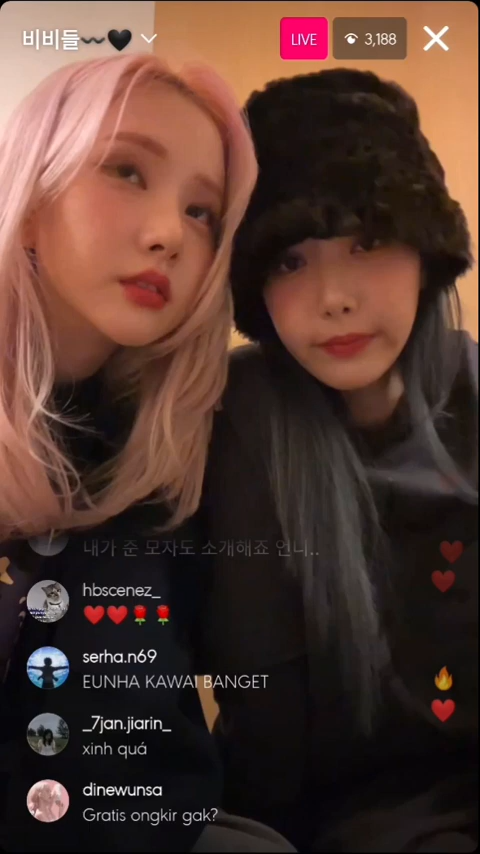 비비들〰️🖤
LIVE
3,188
내가 준 모자도 소개해죠 언니..
hbscenez_
❤️❤️🌹🌹
serha.n69
EUNHA KAWAI BANGET
_7jan.jiarin_
xinh quá
dinewunsa
Gratis ongkir gak?